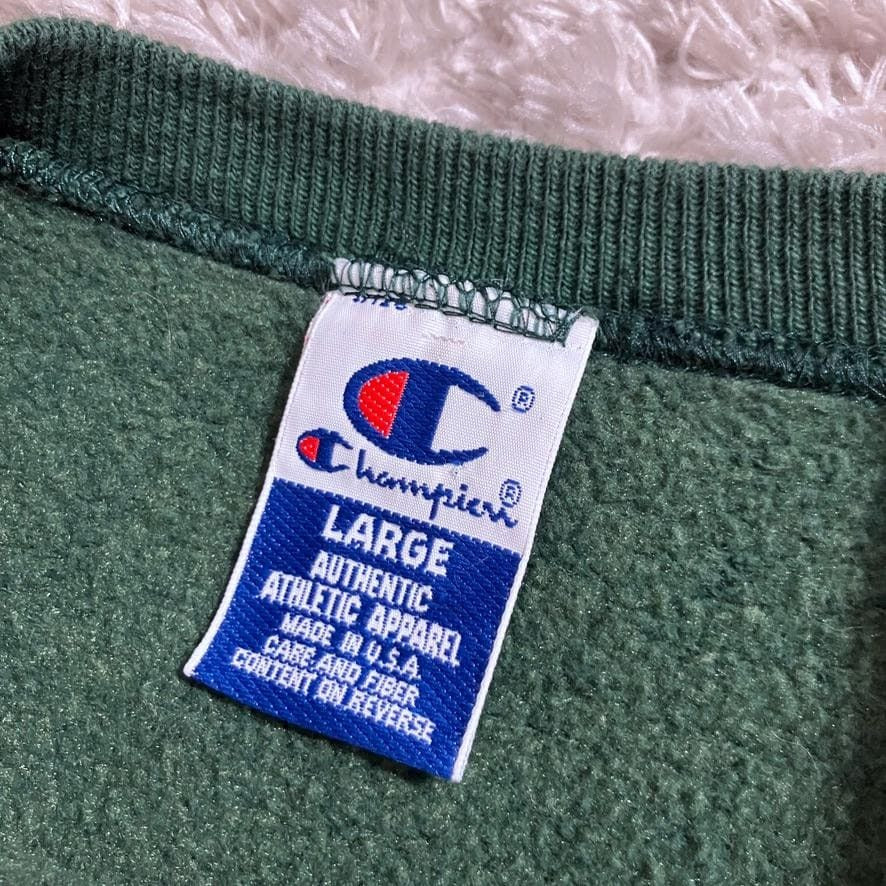 ®
Champion®
LARGE
AUTHENTIC
ATHLETIC APPAREL
MADE IN U.S.A.
CARE AND FIBER
CONTENT ON REVERSE